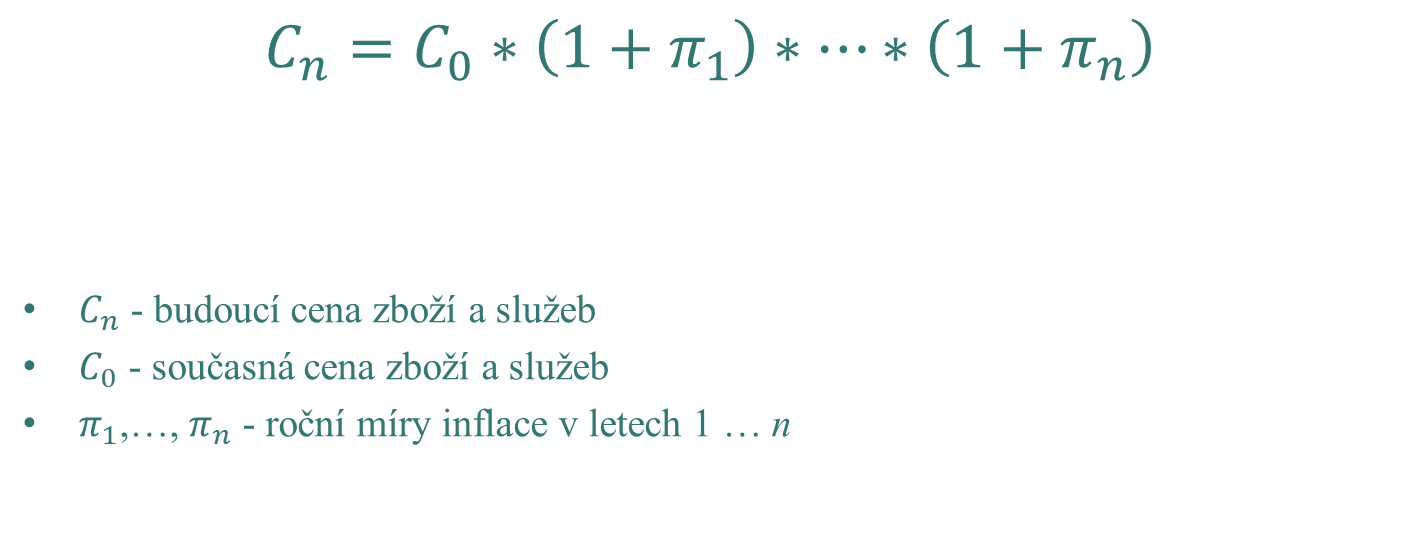 𝐶ₙ = 𝐶₀ ∗ (1 + 𝜋₁) ∗ ⋯ ∗ (1 + 𝜋ₙ)
• 𝐶ₙ - budoucí cena zboží a služeb
• 𝐶₀ - současná cena zboží a služeb
• 𝜋₁,…, 𝜋ₙ - roční míry inflace v letech 1 … n